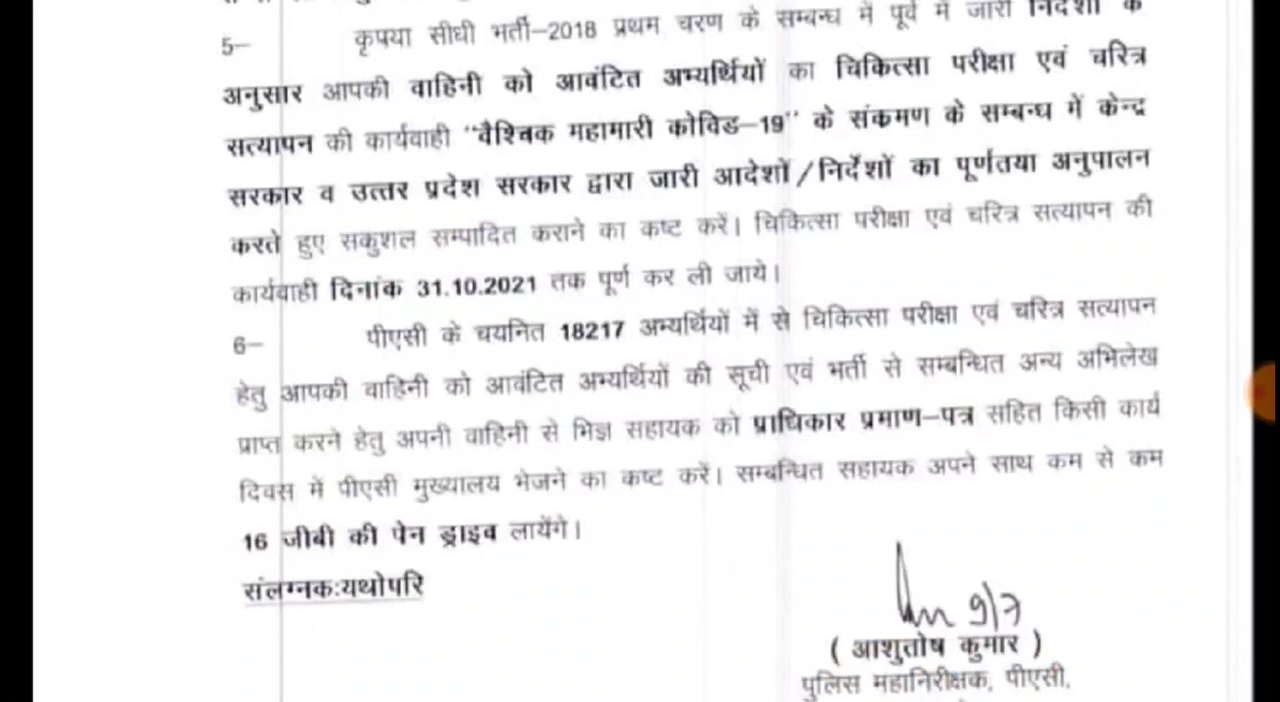 5- कृपया सीधी भर्ती-2018 प्रथम चरण के सम्बन्ध में पूर्व में जारी निर्देशों के
अनुसार आपकी वाहिनी को आवंटित अभ्यर्थियों का चिकित्सा परीक्षा एवं चरित्र
सत्यापन की कार्यवाही "वैश्विक महामारी कोविड-19" के संकमण के सम्बन्ध में केन्द्र
सरकार व उत्तर प्रदेश सरकार द्वारा जारी आदेशों/निर्देशों का पूर्णतया अनुपालन
करते हुए सकुशल सम्पादित कराने का कष्ट करें। चिकित्सा परीक्षा एवं चरित्र सत्यापन की
कार्यवाही दिनांक 31.10.2021 तक पूर्ण कर ली जाये।
6- पीएसी के चयनित 18217 अभ्यर्थियों में से चिकित्सा परीक्षा एवं चरित्र सत्यापन
हेतु आपकी वाहिनी को आवंटित अभ्यर्थियों की सूची एवं भर्ती से सम्बन्धित अन्य अभिलेख
प्राप्त करने हेतु अपनी वाहिनी से भिज्ञ सहायक को प्राधिकार प्रमाण-पत्र सहित किसी कार्य
दिवस में पीएसी मुख्यालय भेजने का कष्ट करें। सम्बन्धित सहायक अपने साथ कम से कम
16 जीबी की पेन ड्राइव लायेंगे।
संलग्नक:यथोपरि
9/7
( आशुतोष कुमार )
पुलिस महानिरीक्षक, पीएसी,